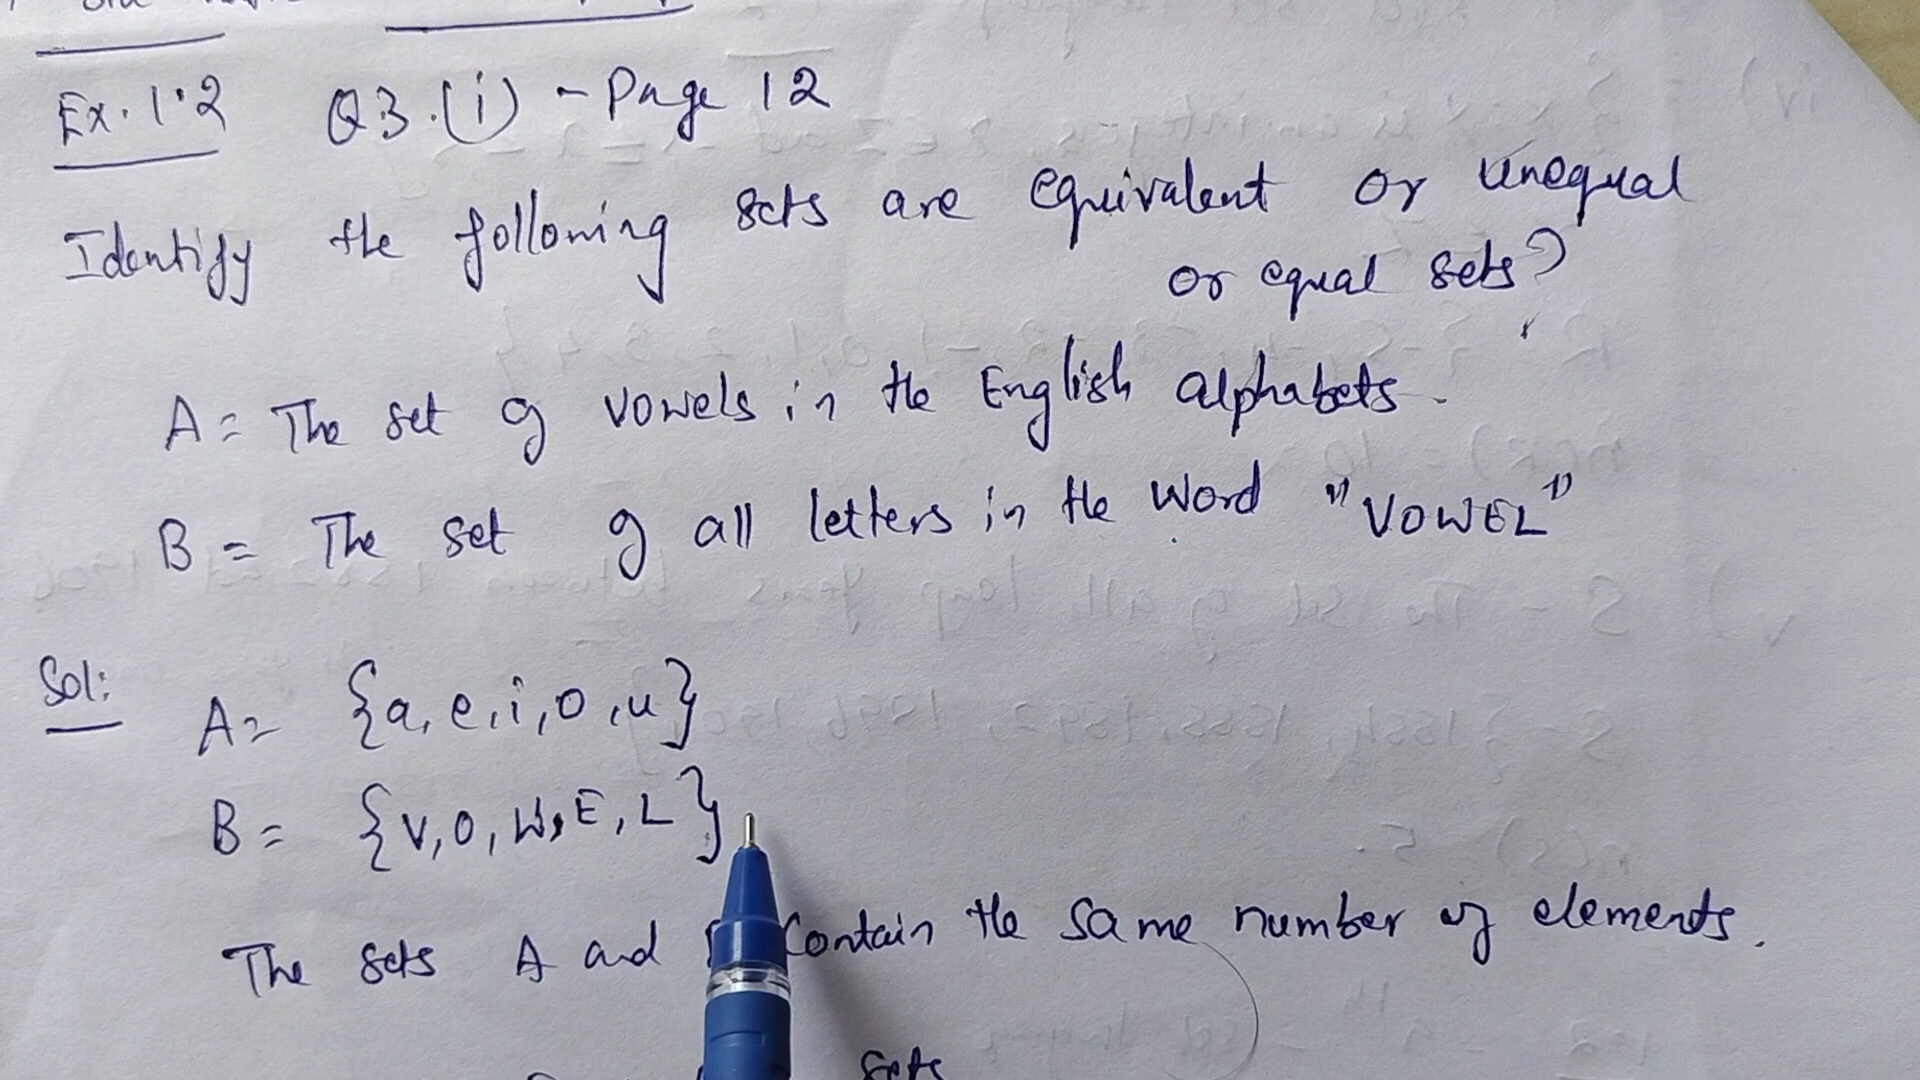 Ex. 1.2 Q3.(i) - Page 12
Identify the following sets are equivalent or unequal
or equal sets?
A = The set of vowels in the English alphabets.
B = The set of all letters in the word "VOWEL"
Sol:
A = {a, e, i, o, u}
B = {V, O, W, E, L}
The sets A and contain the same number of elements.
sets